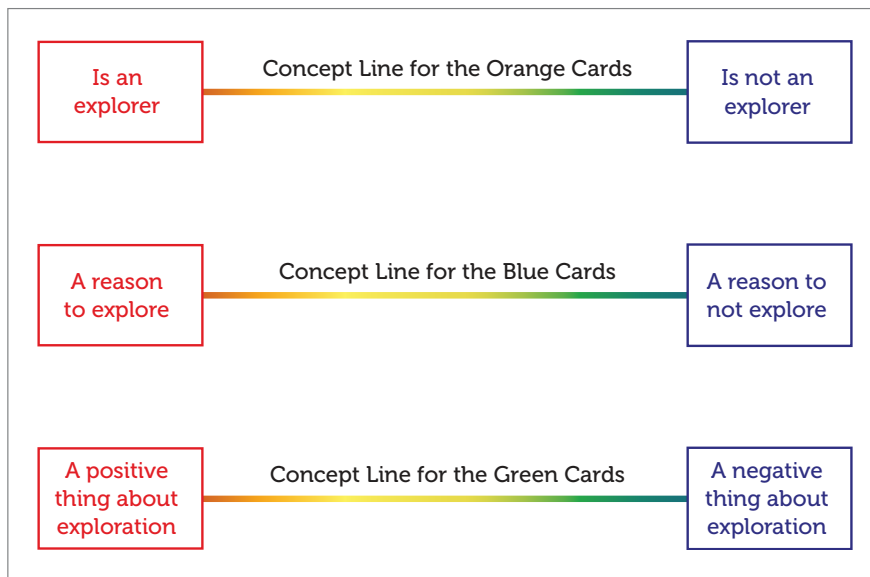 Is an
explorer
Concept Line for the Orange Cards
Is not an
explorer
A reason
to explore
Concept Line for the Blue Cards
A reason to
not explore
A positive
thing about
exploration
Concept Line for the Green Cards
A negative
thing about
exploration